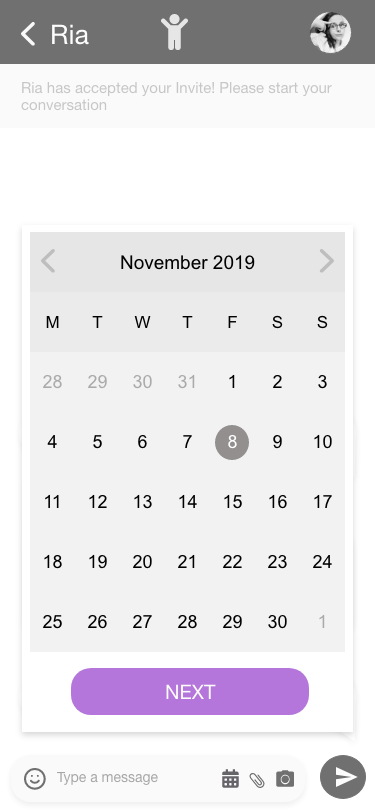 Ria
Ria has accepted your Invite! Please start your
conversation
November 2019
M T W T F S S
28 29 30 31 1 2 3
4 5 6 7 8 9 10
11 12 13 14 15 16 17
18 19 20 21 22 23 24
25 26 27 28 29 30 1
NEXT
Type a message